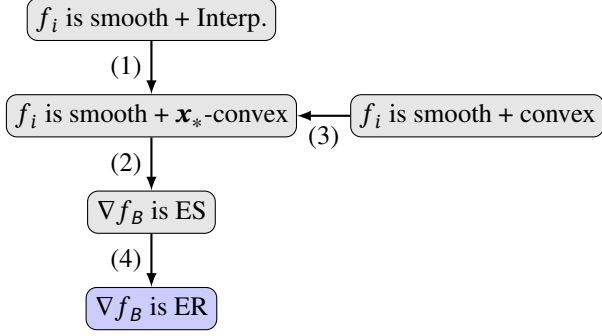 f_i is smooth + Interp.
(1)
f_i is smooth + x_*-convex
f_i is smooth + convex
(3)
(2)
∇f_B is ES
(4)
∇f_B is ER